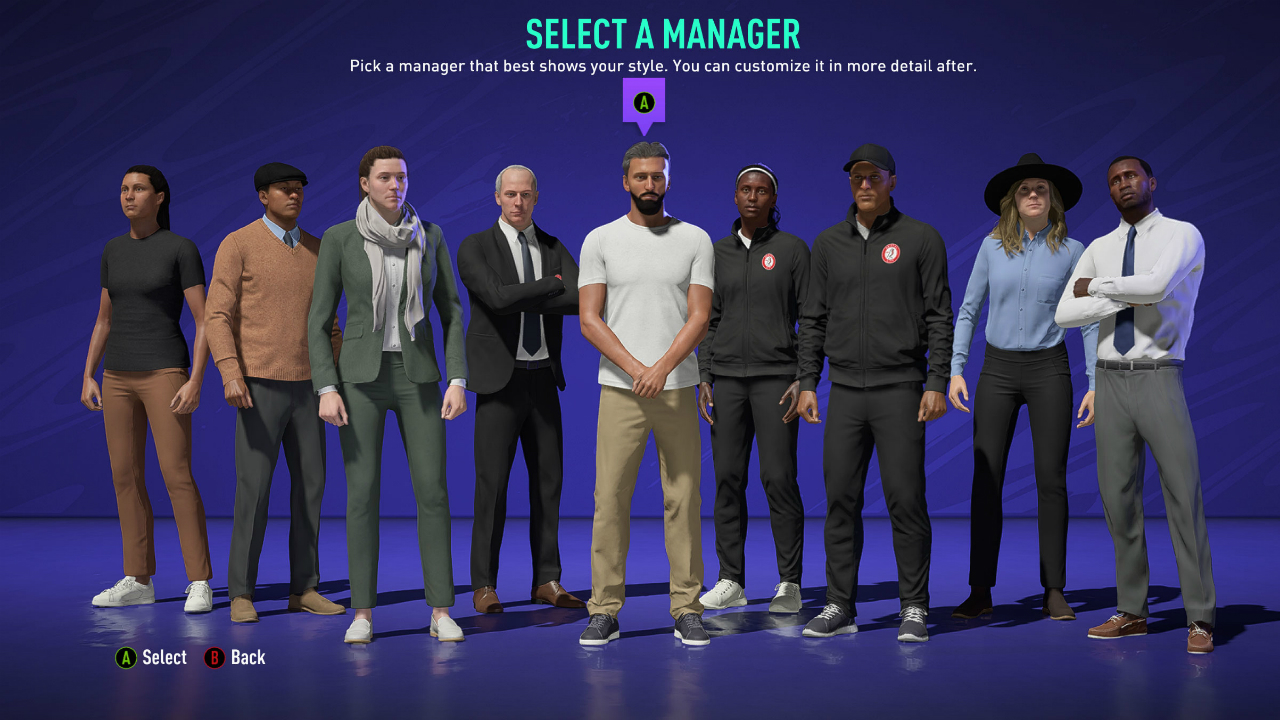 SELECT A MANAGER
Pick a manager that best shows your style. You can customize it in more detail after.
A
A Select B Back